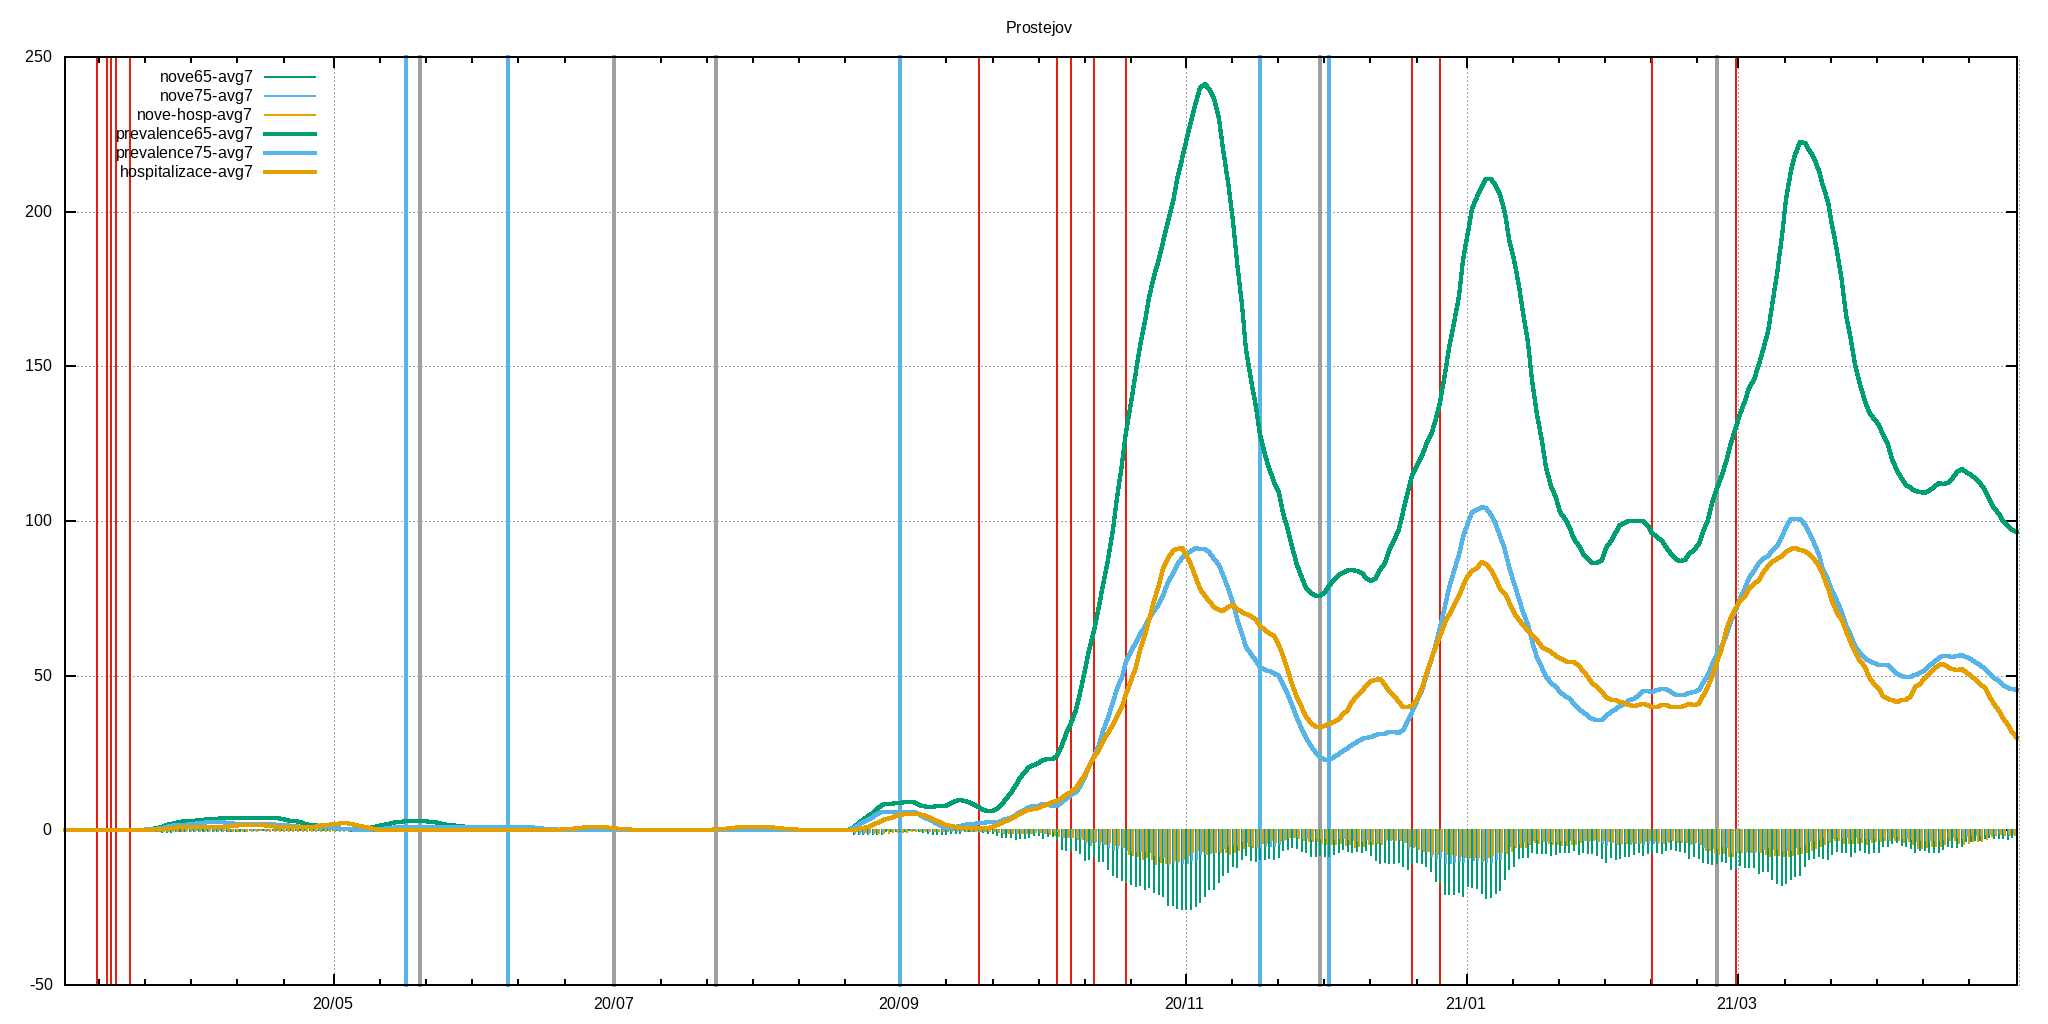 Prostejov
250
nove65-avg7
nove75-avg7
nove-hosp-avg7
prevalence65-avg7
prevalence75-avg7
hospitalizace-avg7
200
150
100
50
0
-50
20/05 20/07 20/09 20/11 21/01 21/03